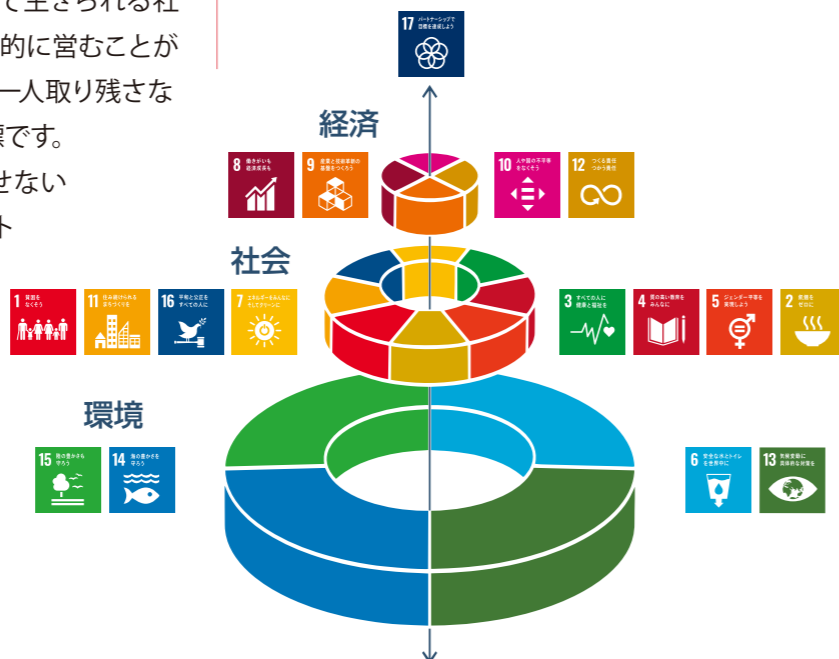 て生きられる社
的に営むことが
一人取り残さな
標です。
せない
ト
17 パートナーシップで
目標を達成しよう
経済
8 働きがいも
経済成長も
9 産業と技術革新の
基盤をつくろう
10 人や国の不平等
をなくそう
12 つくる責任
つかう責任
社会
1 貧困を
なくそう
11 住み続けられる
まちづくりを
16 平和と公正を
すべての人に
7 エネルギーをみんなに
そしてクリーンに
3 すべての人に
健康と福祉を
4 質の高い教育を
みんなに
5 ジェンダー平等を
実現しよう
2 飢餓を
ゼロに
環境
15 陸の豊かさも
守ろう
14 海の豊かさを
守ろう
6 安全な水とトイレ
を世界中に
13 気候変動に
具体的な対策を